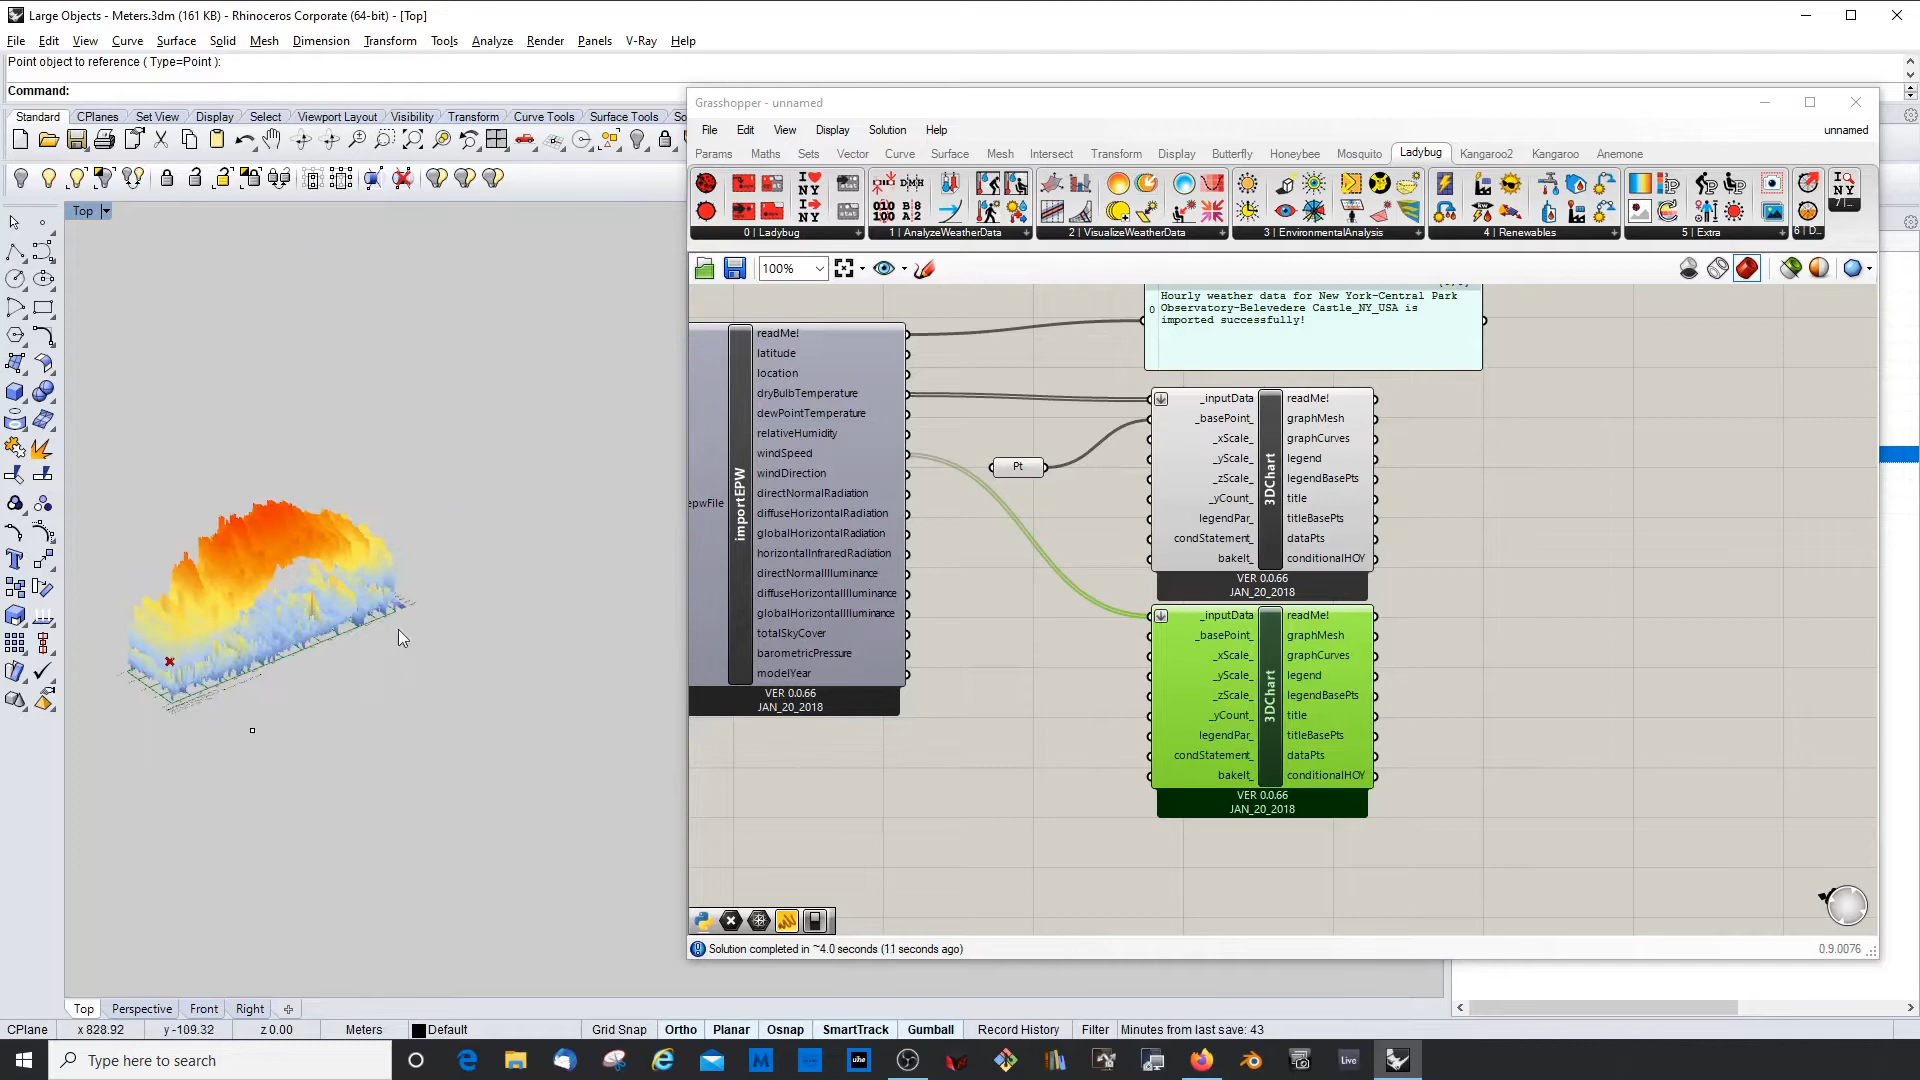 Large Objects - Meters.3dm (161 KB) - Rhinoceros Corporate (64-bit) - [Top]
File Edit View Curve Surface Solid Mesh Dimension Transform Tools Analyze Render Panels V-Ray Help
Point object to reference ( Type=Point ):
Command:
Standard CPlanes Set View Display Select Viewport Layout Visibility Transform Curve Tools Surface Tools So
Top
Grasshopper - unnamed
File Edit View Display Solution Help
unnamed
Params Maths Sets Vector Curve Surface Mesh Intersect Transform Display Butterfly Honeybee Mosquito Ladybug Kangaroo2 Kangaroo Anemone
0 | Ladybug
1 | AnalyzeWeatherData
2 | VisualizeWeatherData
3 | EnvironmentalAnalysis
4 | Renewables
5 | Extra
6 | D...
7 |...
100%
Hourly weather data for New York-Central Park
0
Observatory-Belevedere Castle_NY_USA is
imported successfully!
epwFile
importEPW
readMe!
latitude
location
dryBulbTemperature
dewPointTemperature
relativeHumidity
windSpeed
windDirection
directNormalRadiation
diffuseHorizontalRadiation
globalHorizontalRadiation
horizontalInfraredRadiation
directNormalIlluminance
diffuseHorizontalIlluminance
globalHorizontalIlluminance
totalSkyCover
barometricPressure
modelYear
VER 0.0.66
JAN_20_2018
Pt
_inputData
_basePoint_
_xScale_
_yScale_
_zScale_
_yCount_
legendPar_
condStatement_
bakeIt_
3DChart
readMe!
graphMesh
graphCurves
legend
legendBasePts
title
titleBasePts
dataPts
conditionalHOY
VER 0.0.66
JAN_20_2018
_inputData
_basePoint_
_xScale_
_yScale_
_zScale_
_yCount_
legendPar_
condStatement_
bakeIt_
3DChart
readMe!
graphMesh
graphCurves
legend
legendBasePts
title
titleBasePts
dataPts
conditionalHOY
VER 0.0.66
JAN_20_2018
Solution completed in ~4.0 seconds (11 seconds ago)
0.9.0076
Top Perspective Front Right
CPlane x 828.92 y -109.32 z 0.00 Meters Default Grid Snap Ortho Planar Osnap SmartTrack Gumball Record History Filter Minutes from last save: 43
Type here to search
Live